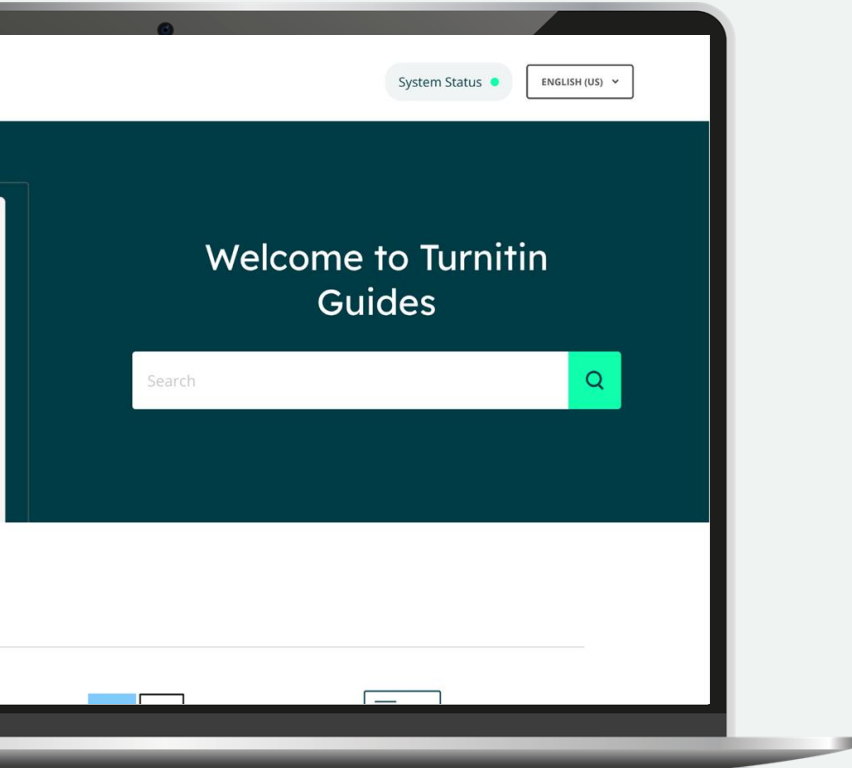 System Status
ENGLISH (US)
Welcome to Turnitin
Guides
Search